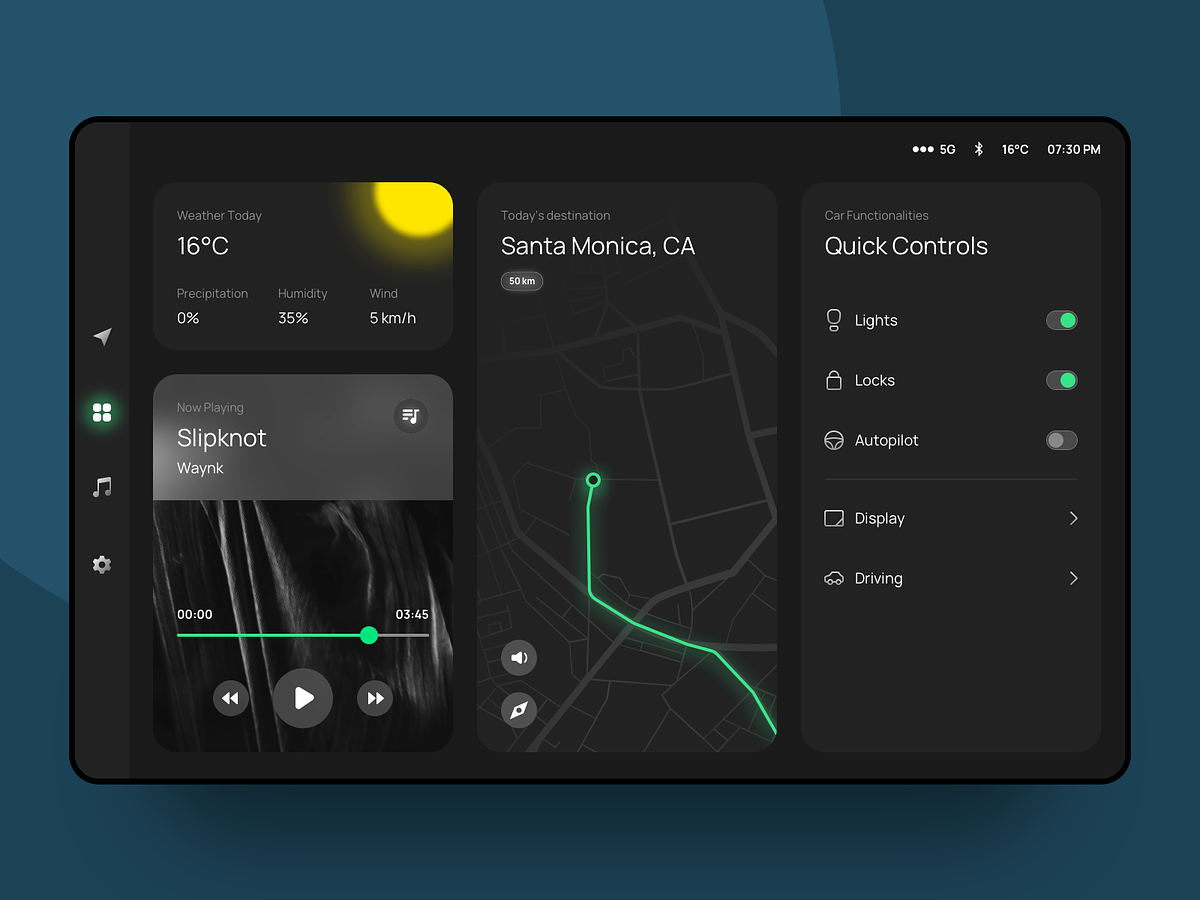 5G 16°C 07:30 PM
Weather Today
16°C
Precipitation Humidity Wind
0% 35% 5 km/h
Now Playing
Slipknot
Waynk
00:00 03:45
Today's destination
Santa Monica, CA
50 km
Car Functionalities
Quick Controls
Lights
Locks
Autopilot
Display
Driving